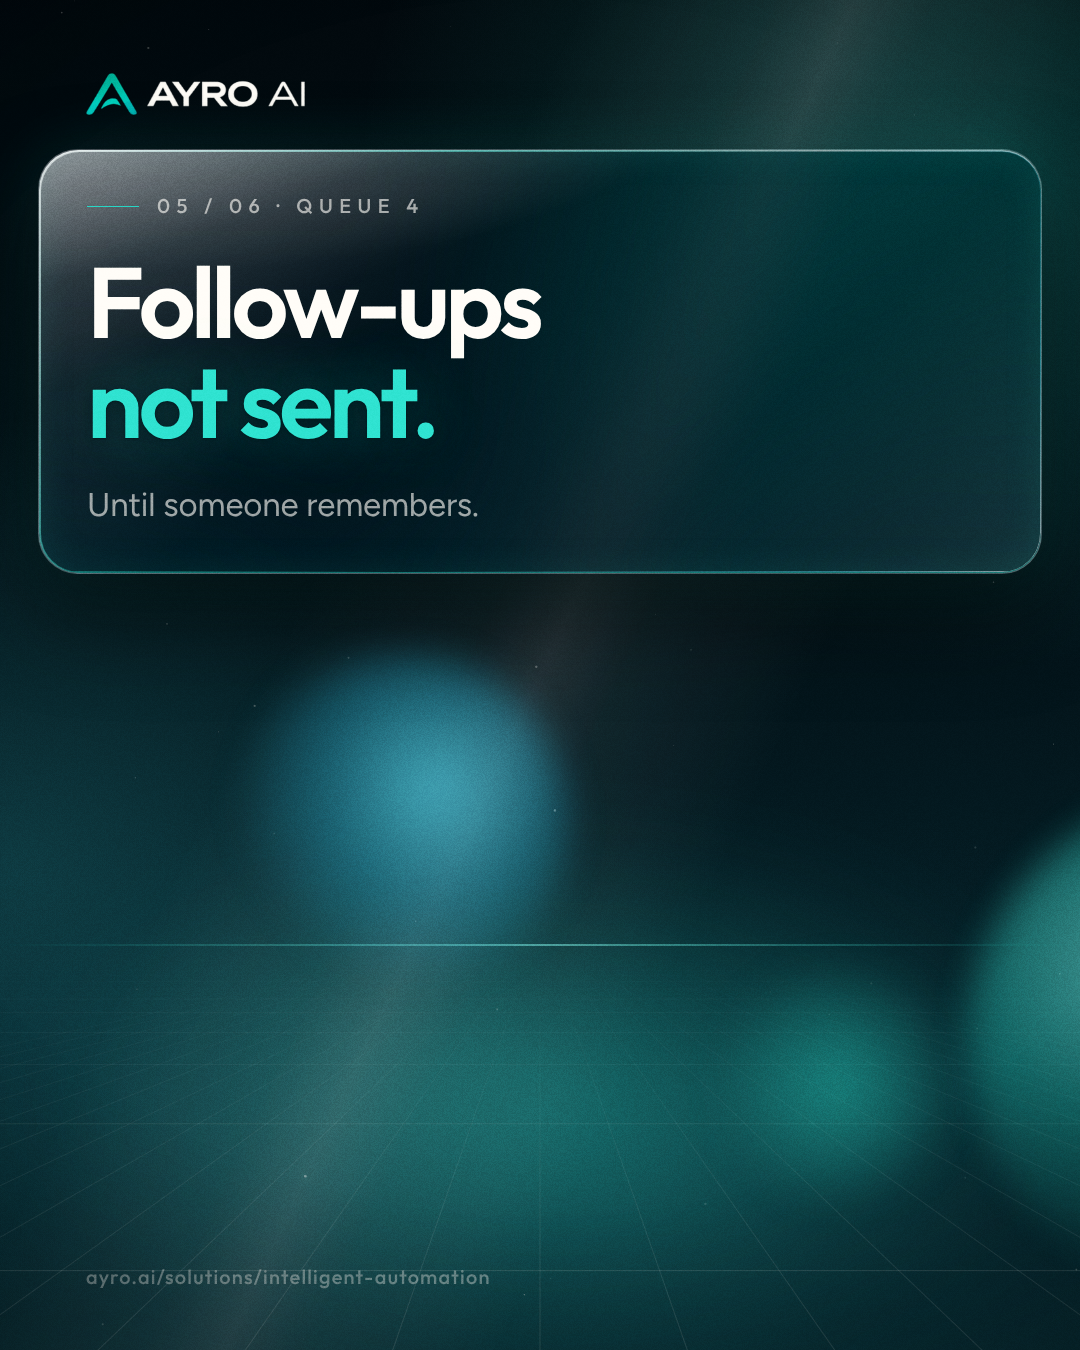 AYRO AI
05 / 06 · QUEUE 4
Follow-ups
not sent.
Until someone remembers.
ayro.ai/solutions/intelligent-automation